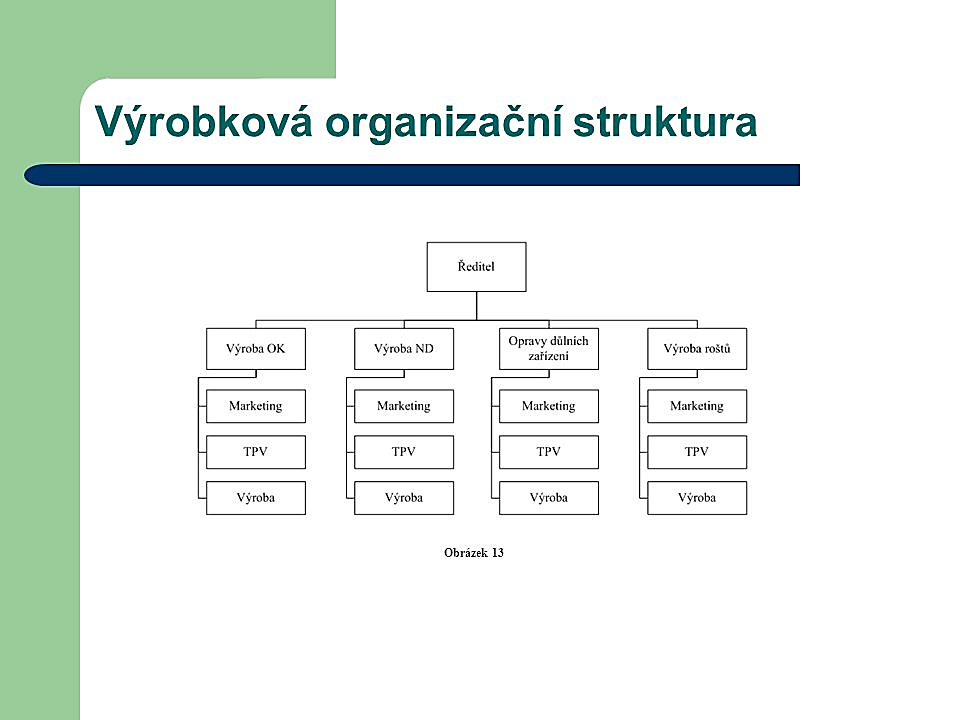 Výrobková organizační struktura
Ředitel
Výroba OK
Výroba ND
Opravy důlních
zařízení
Výroba roštů
Marketing
Marketing
Marketing
Marketing
TPV
TPV
TPV
TPV
Výroba
Výroba
Výroba
Výroba
Obrázek 13